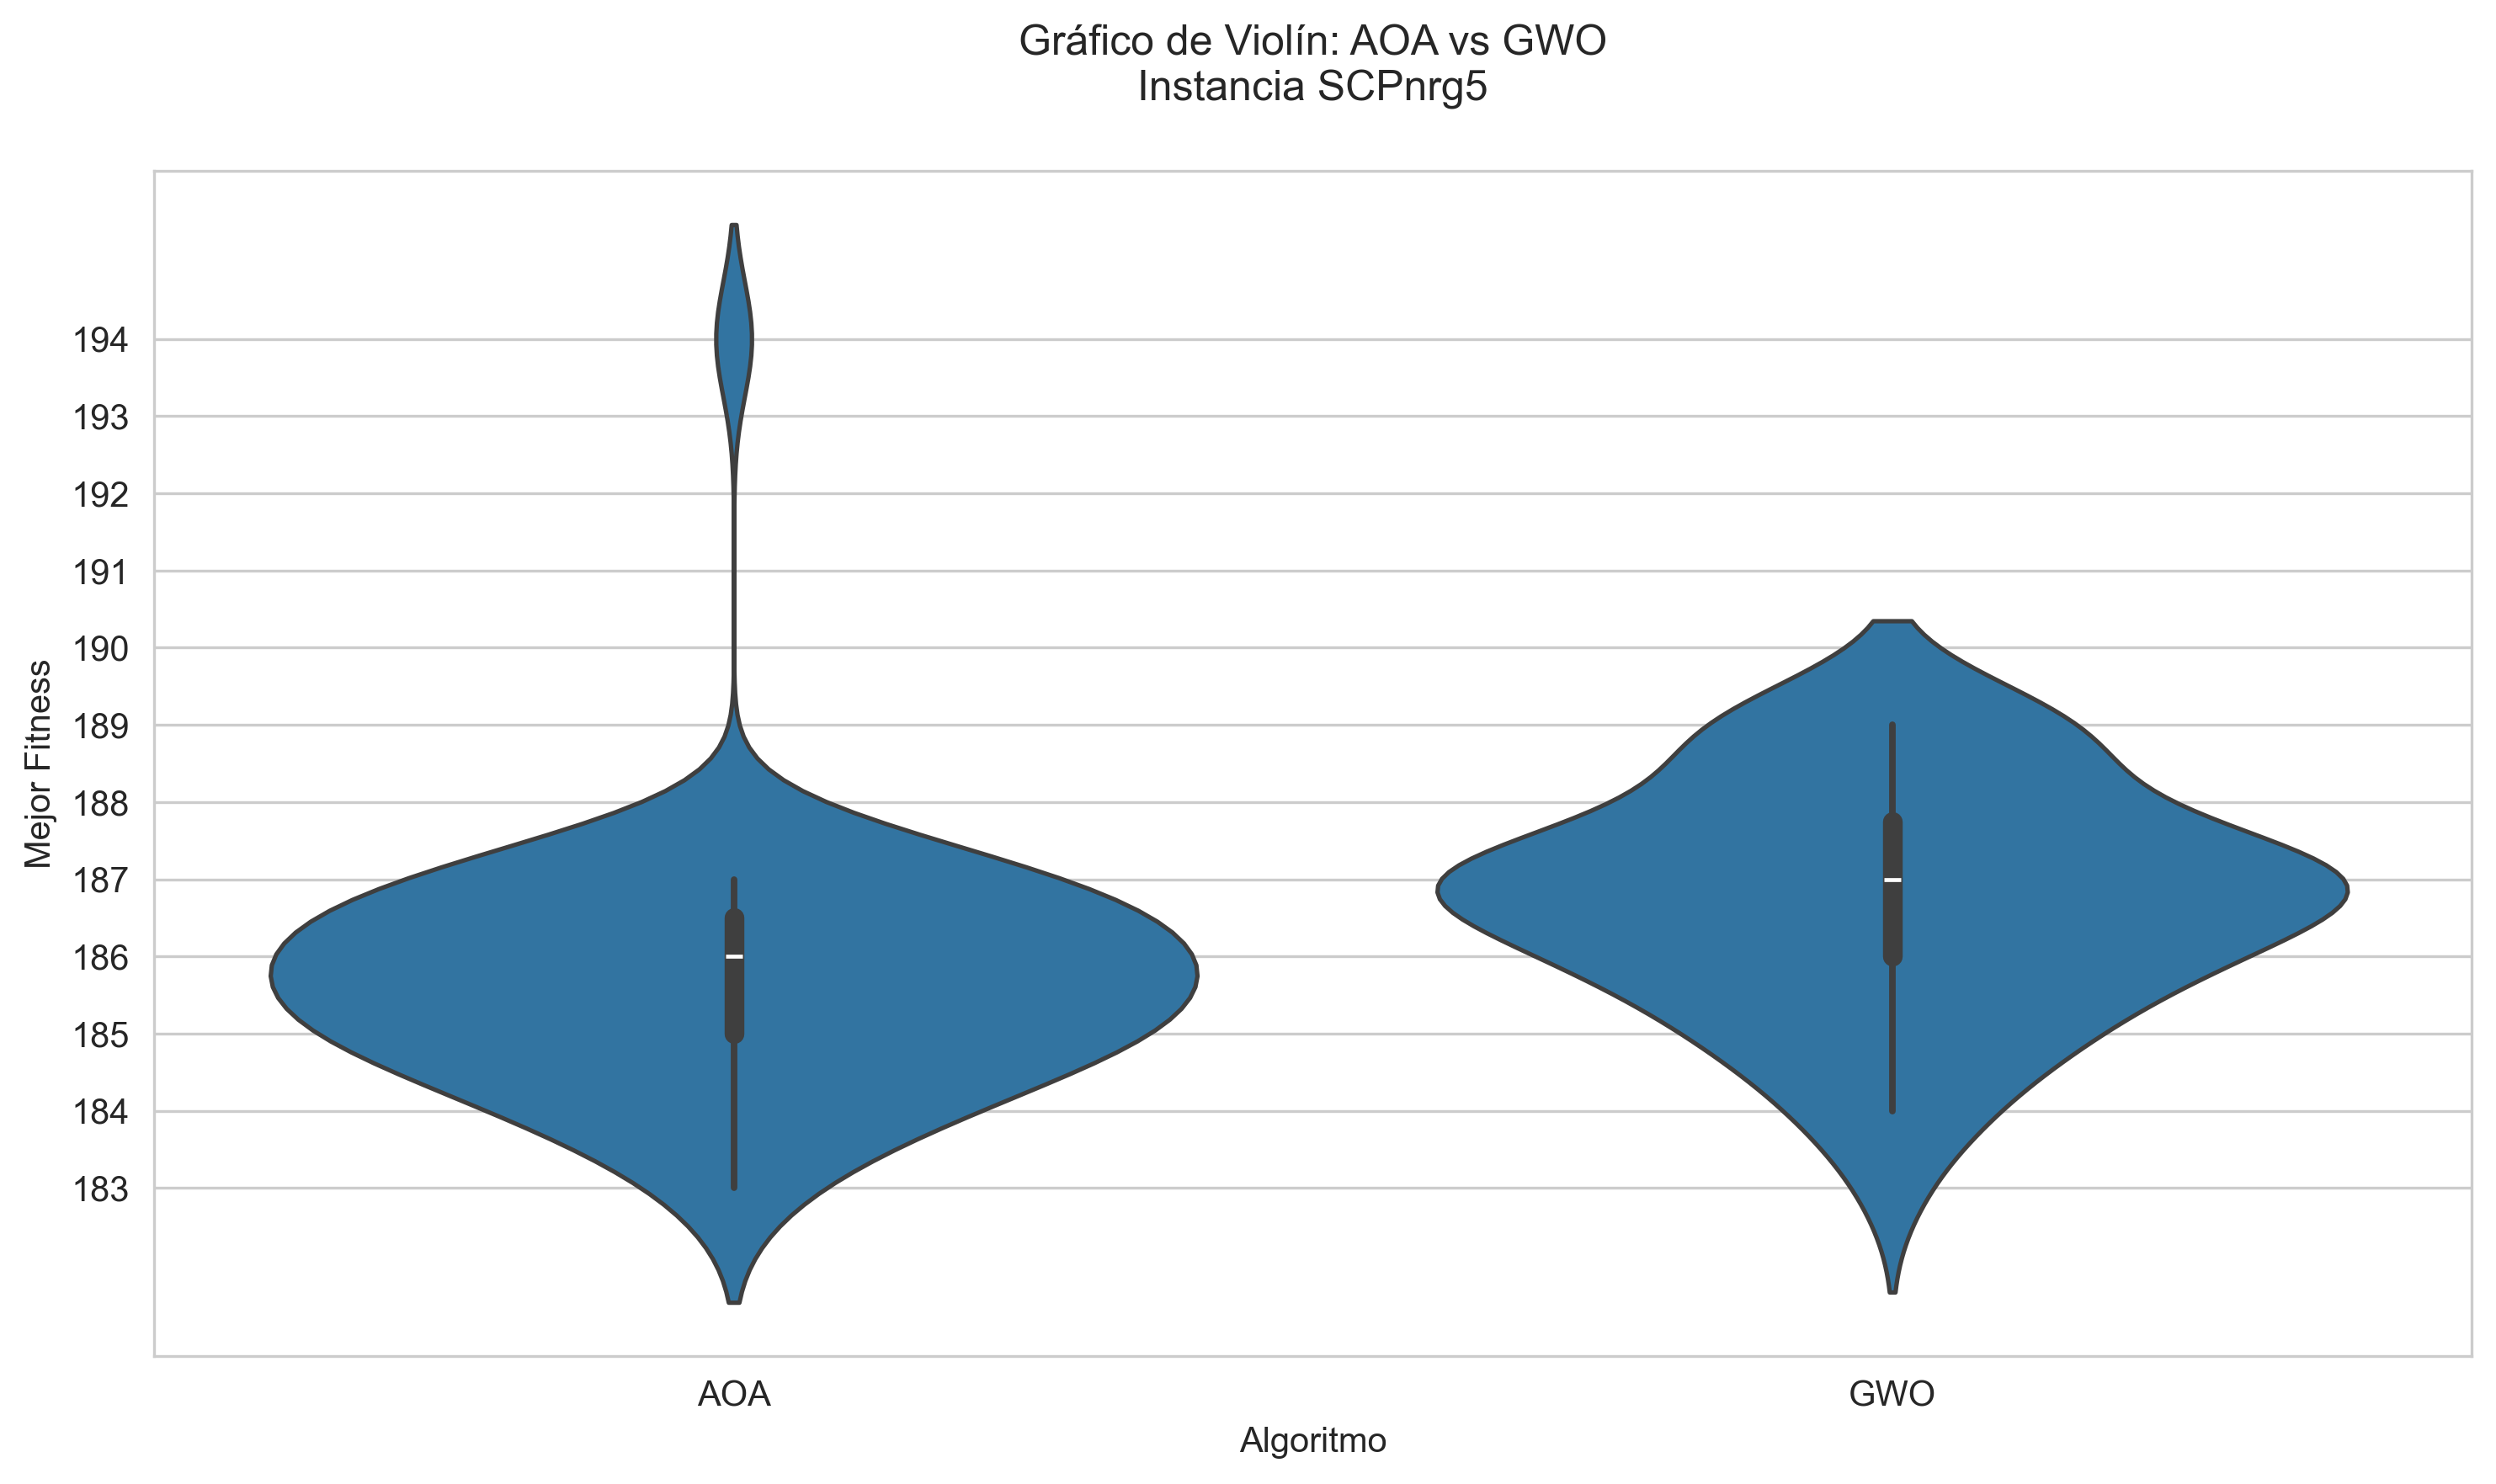 Gráfico de Violín: AOA vs GWO
Instancia SCPnrg5
Mejor Fitness
194
193
192
191
190
189
188
187
186
185
184
183
AOA
GWO
Algoritmo